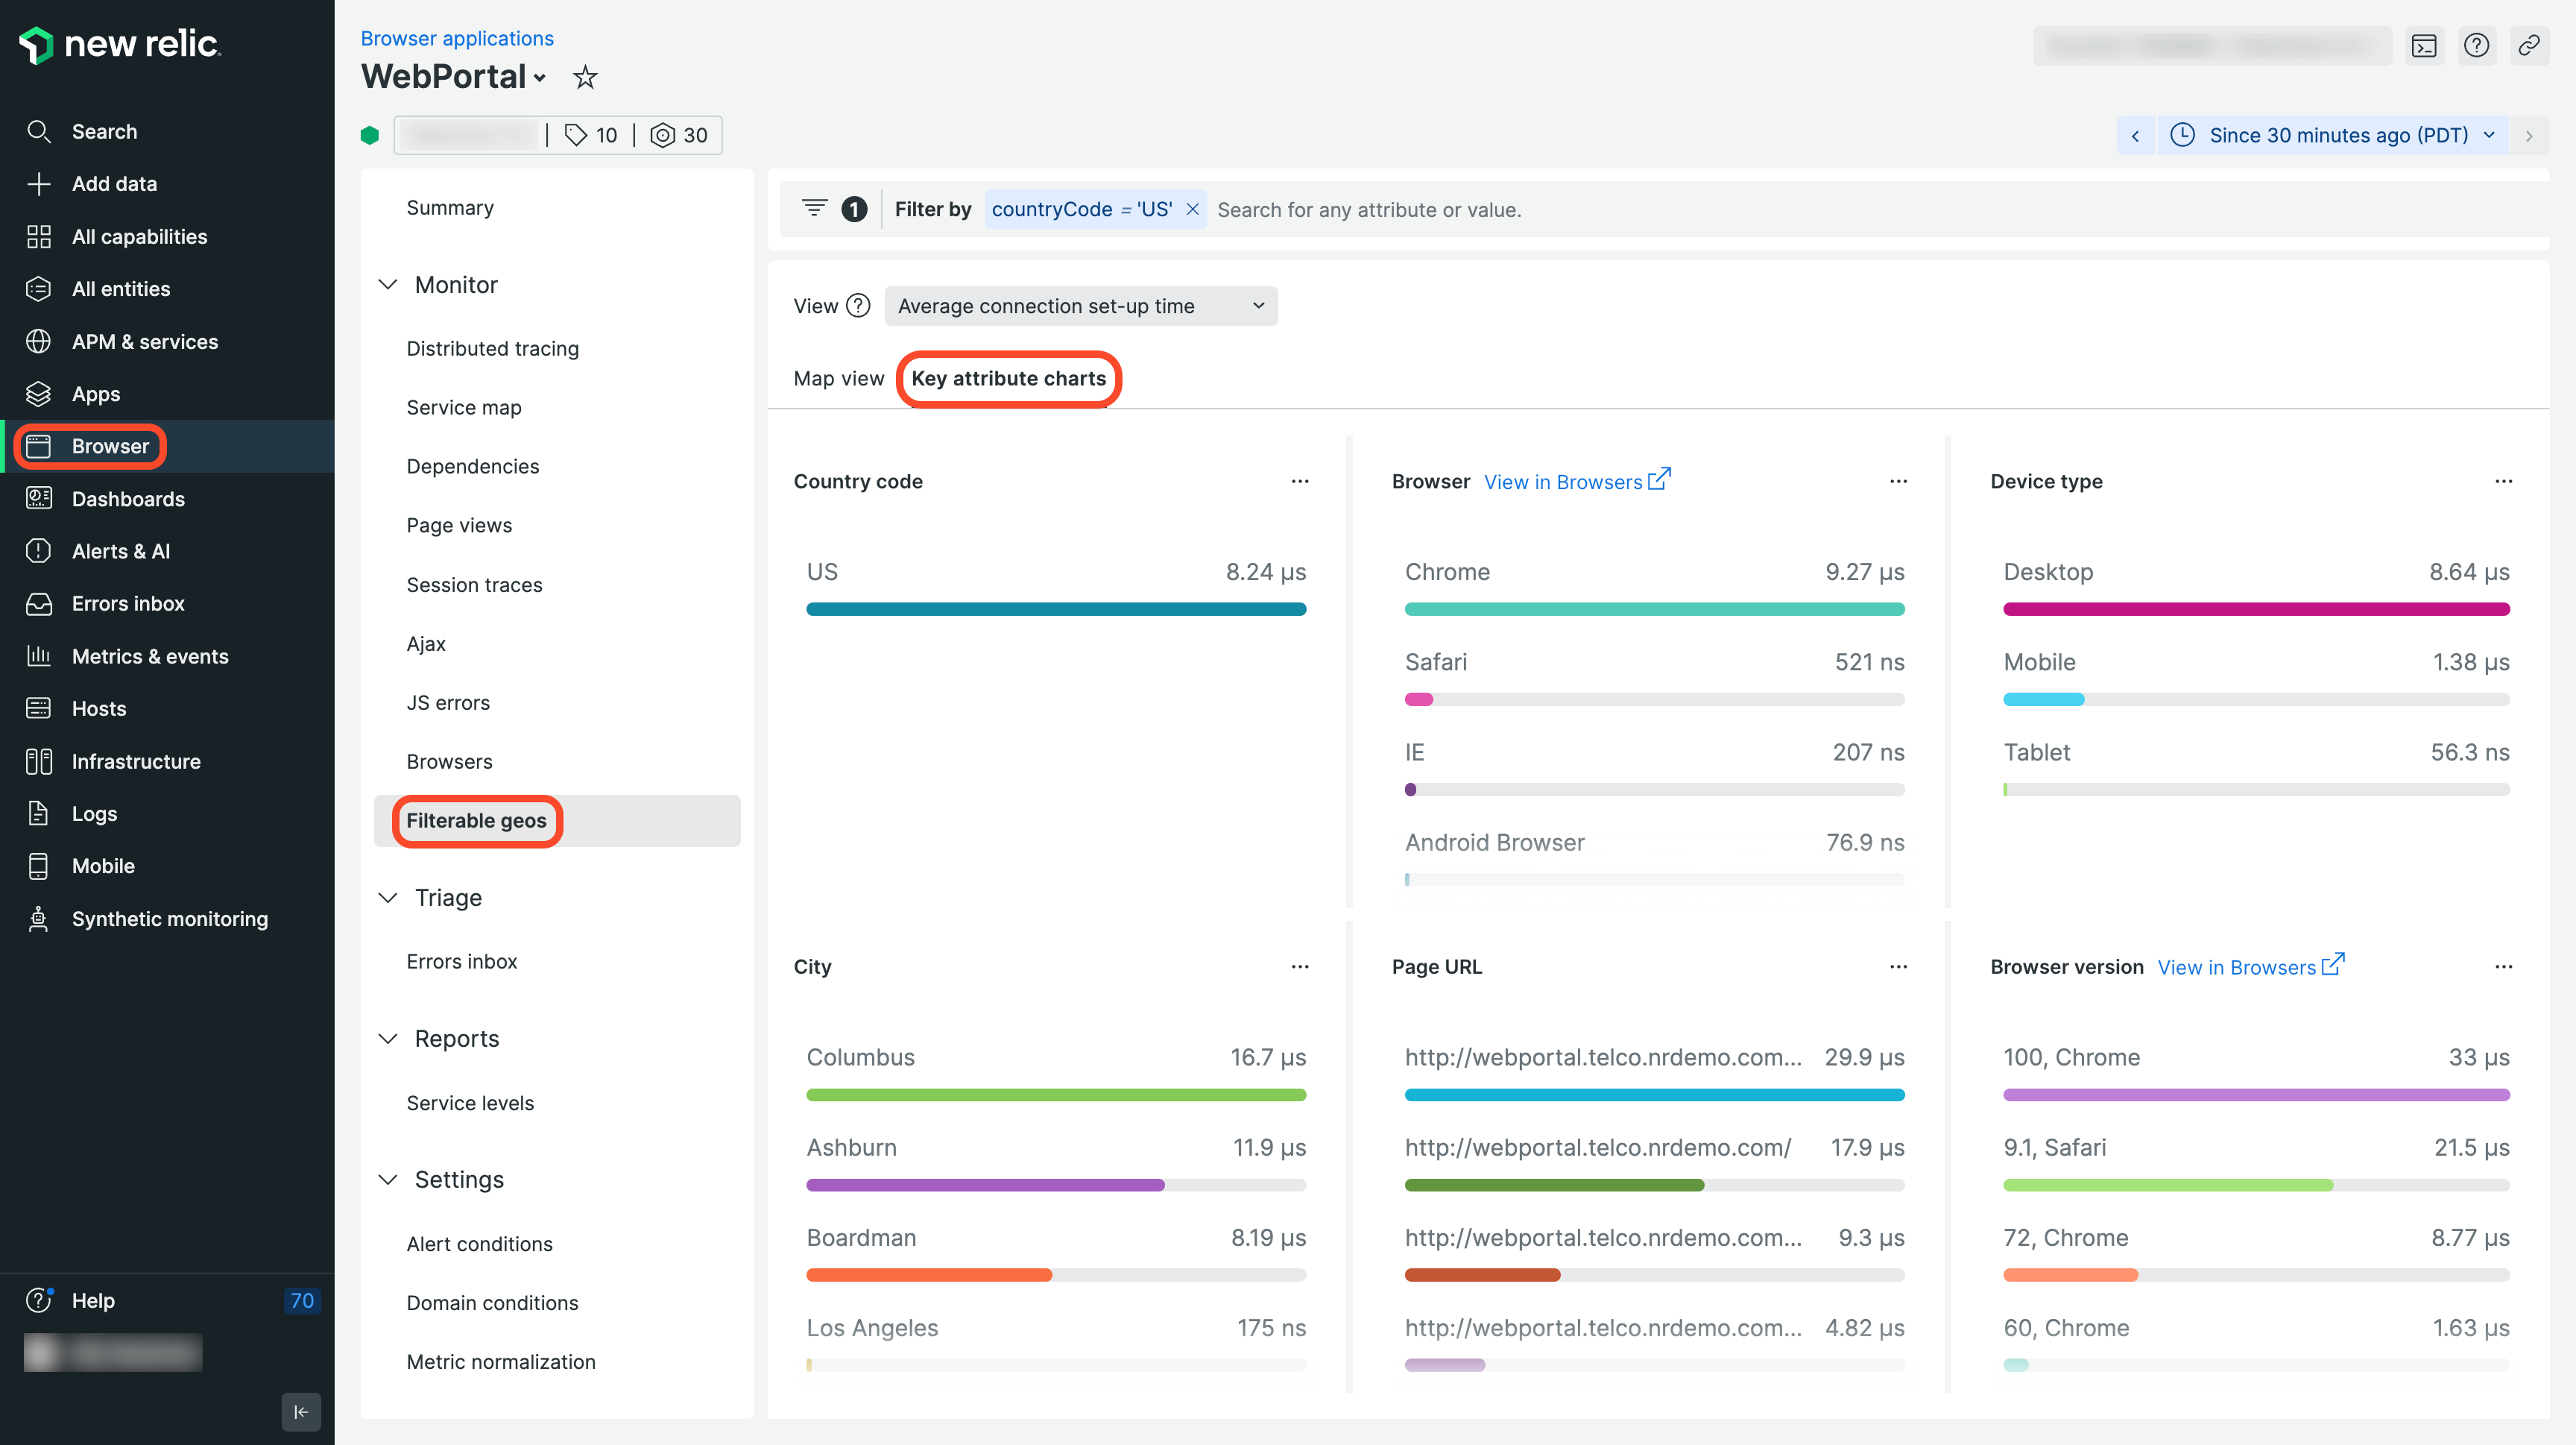 new relic.
Search
Add data
All capabilities
All entities
APM & services
Apps
Browser
Dashboards
Alerts & AI
Errors inbox
Metrics & events
Hosts
Infrastructure
Logs
Mobile
Synthetic monitoring
Help 70
Browser applications
WebPortal
10 | 30
Since 30 minutes ago (PDT)
Summary
Monitor
Distributed tracing
Service map
Dependencies
Page views
Session traces
Ajax
JS errors
Browsers
Filterable geos
Triage
Errors inbox
Reports
Service levels
Settings
Alert conditions
Domain conditions
Metric normalization
1 Filter by countryCode = 'US' Search for any attribute or value.
View ? Average connection set-up time
Map view Key attribute charts
Country code
US 8.24 µs
Browser View in Browsers
Chrome 9.27 µs
Safari 521 ns
IE 207 ns
Android Browser 76.9 ns
Device type
Desktop 8.64 µs
Mobile 1.38 µs
Tablet 56.3 ns
City
Columbus 16.7 µs
Ashburn 11.9 µs
Boardman 8.19 µs
Los Angeles 175 ns
Page URL
http://webportal.telco.nrdemo.com... 29.9 µs
http://webportal.telco.nrdemo.com/ 17.9 µs
http://webportal.telco.nrdemo.com... 9.3 µs
http://webportal.telco.nrdemo.com... 4.82 µs
Browser version View in Browsers
100, Chrome 33 µs
9.1, Safari 21.5 µs
72, Chrome 8.77 µs
60, Chrome 1.63 µs